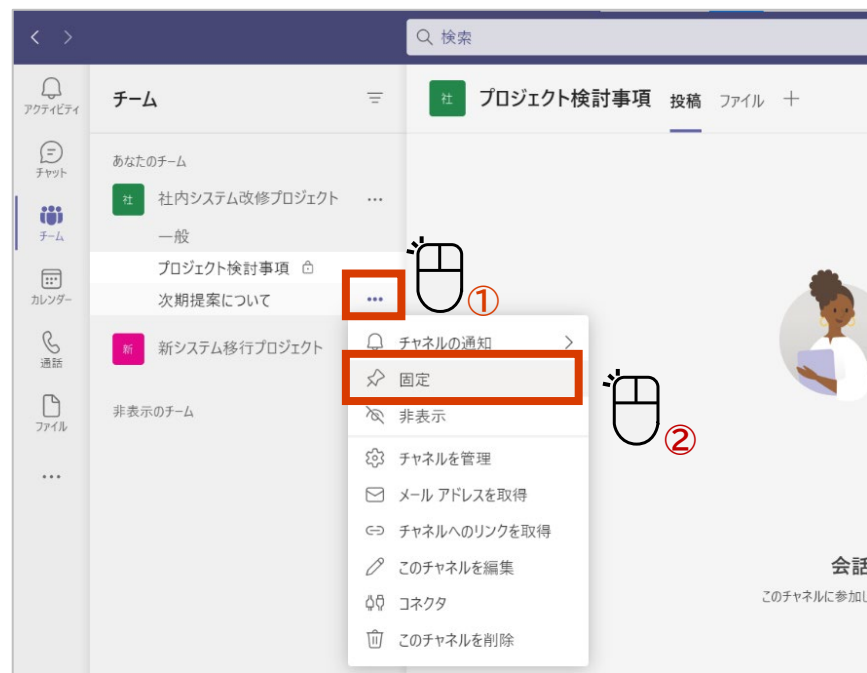 検索
アクティビティ
チャット
チーム
カレンダー
通話
ファイル
チーム
あなたのチーム
社 社内システム改修プロジェクト …
一般
プロジェクト検討事項
次期提案について …
新 新システム移行プロジェクト
非表示のチーム
社 プロジェクト検討事項 投稿 ファイル +
①
チャネルの通知
固定
非表示
②
チャネルを管理
メール アドレスを取得
チャネルへのリンクを取得
このチャネルを編集
コネクタ
このチャネルを削除
会話
このチャネルに参加し